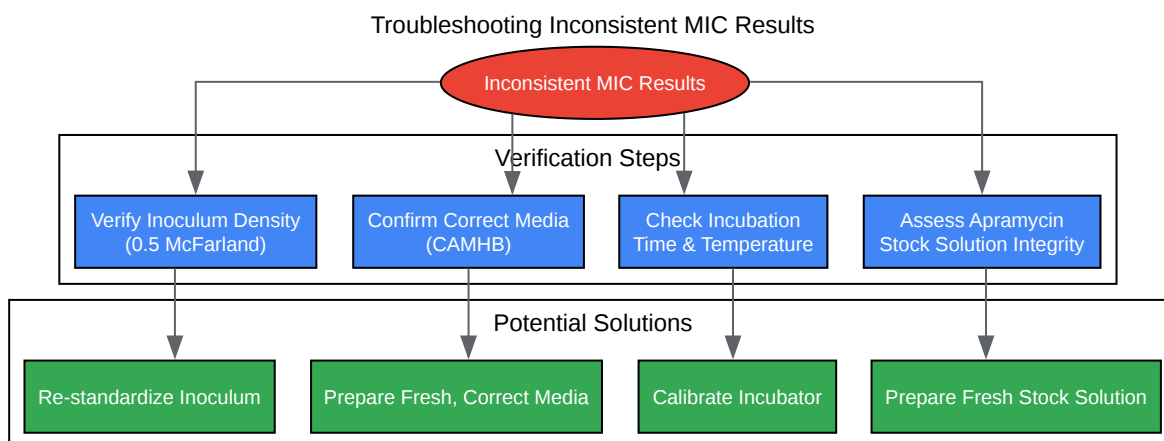 Troubleshooting Inconsistent MIC Results
Inconsistent MIC Results
Verification Steps
Verify Inoculum Density
(0.5 McFarland)
Confirm Correct Media
(CAMHB)
Check Incubation
Time & Temperature
Assess Apramycin
Stock Solution Integrity
Potential Solutions
Re-standardize Inoculum
Prepare Fresh, Correct Media
Calibrate Incubator
Prepare Fresh Stock Solution